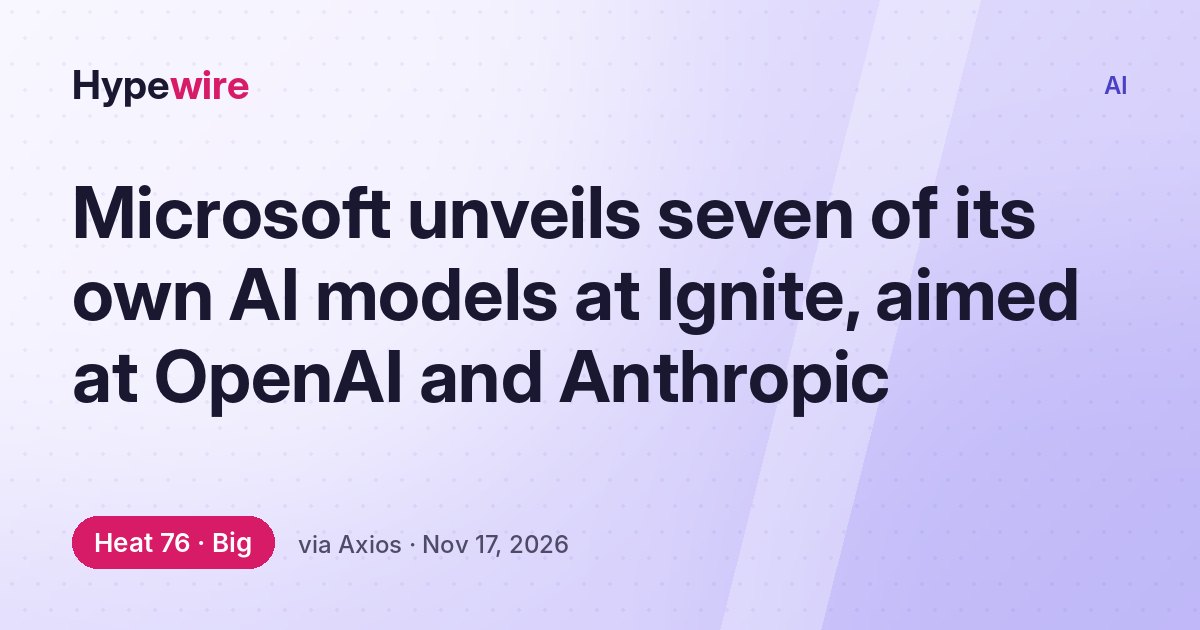 Hypewire
AI
Microsoft unveils seven of its
own AI models at Ignite, aimed
at OpenAI and Anthropic
Heat 76 · Big
via Axios · Nov 17, 2026